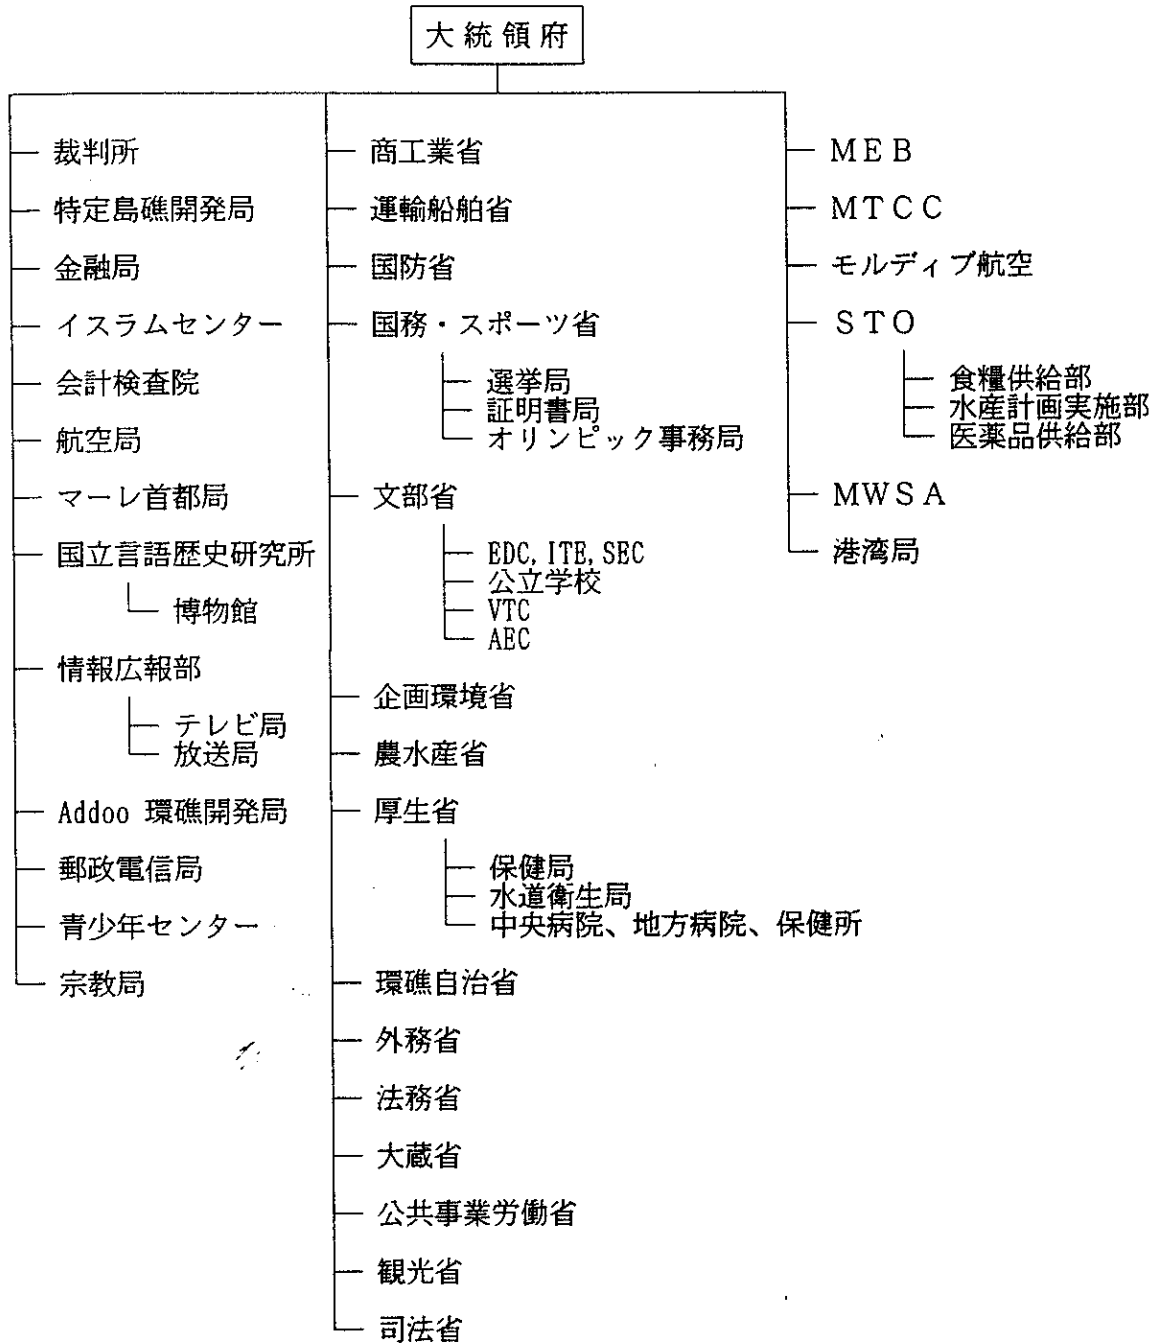 大統領府
裁判所
特定島礁開発局
金融局
イスラムセンター
会計検査院
航空局
マーレ首都局
国立言語歴史研究所
博物館
情報広報部
テレビ局
放送局
Addoo 環礁開発局
郵政電信局
青少年センター
宗教局
商工業省
運輸船舶省
国防省
国務・スポーツ省
選挙局
証明書局
オリンピック事務局
文部省
EDC, ITE, SEC
公立学校
VTC
AEC
企画環境省
農水産省
厚生省
保健局
水道衛生局
中央病院、地方病院、保健所
環礁自治省
外務省
法務省
大蔵省
公共事業労働省
観光省
司法省
MEB
MTCC
モルディブ航空
STO
食糧供給部
水産計画実施部
医薬品供給部
MWSA
港湾局